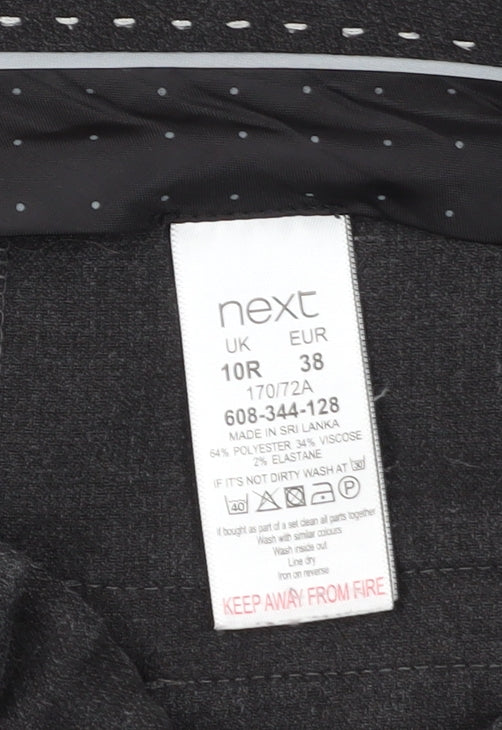 next
UK EUR
10R 38
170/72A
608-344-128
MADE IN SRI LANKA
64% POLYESTER 34% VISCOSE
2% ELASTANE
IF IT'S NOT DIRTY WASH AT 30
40 P
If bought as part of a set clean all parts together
Wash with similar colours
Wash inside out
Line dry
Iron on reverse
KEEP AWAY FROM FIRE